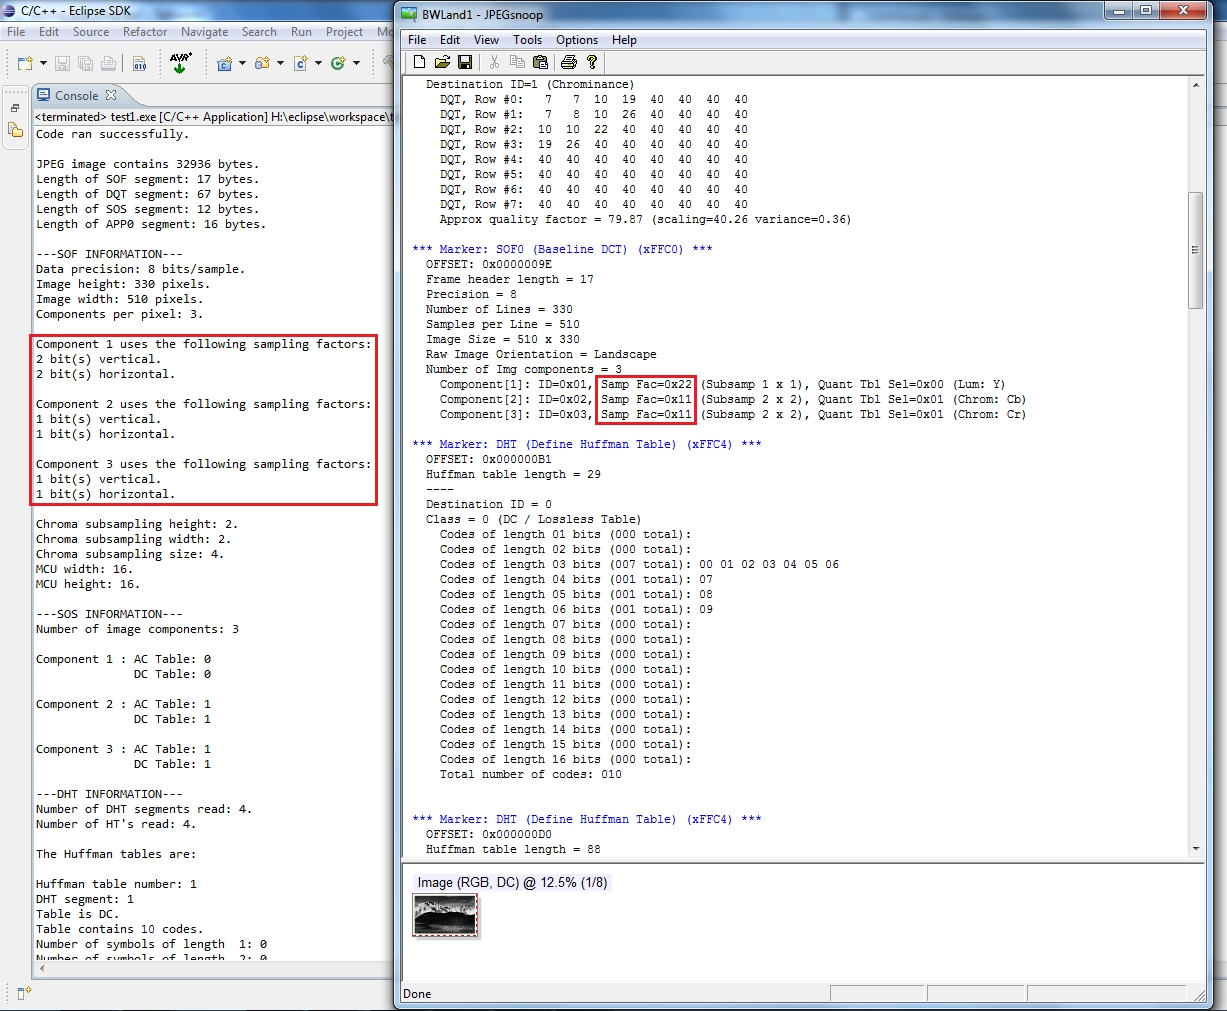 C/C++ - Eclipse SDK
File Edit Source Refactor Navigate Search Run Project
Console
<terminated> test1.exe [C/C++ Application] H:\eclipse\workspace\t
Code ran successfully.
JPEG image contains 32936 bytes.
Length of SOF segment: 17 bytes.
Length of DQT segment: 67 bytes.
Length of SOS segment: 12 bytes.
Length of APP0 segment: 16 bytes.
---SOF INFORMATION---
Data precision: 8 bits/sample.
Image height: 330 pixels.
Image width: 510 pixels.
Components per pixel: 3.
Component 1 uses the following sampling factors:
2 bit(s) vertical.
2 bit(s) horizontal.
Component 2 uses the following sampling factors:
1 bit(s) vertical.
1 bit(s) horizontal.
Component 3 uses the following sampling factors:
1 bit(s) vertical.
1 bit(s) horizontal.
Chroma subsampling height: 2.
Chroma subsampling width: 2.
Chroma subsampling size: 4.
MCU width: 16.
MCU height: 16.
---SOS INFORMATION---
Number of image components: 3
Component 1 : AC Table: 0
DC Table: 0
Component 2 : AC Table: 1
DC Table: 1
Component 3 : AC Table: 1
DC Table: 1
---DHT INFORMATION---
Number of DHT segments read: 4.
Number of HT's read: 4.
The Huffman tables are:
Huffman table number: 1
DHT segment: 1
Table is DC.
Table contains 10 codes.
Number of symbols of length  1: 0
Number of symbols of length  2: 0
BWLand1 - JPEGsnoop
File Edit View Tools Options Help
Destination ID=1 (Chrominance)
DQT, Row #0:   7   7  10  19  40  40  40  40
DQT, Row #1:   7   8  10  26  40  40  40  40
DQT, Row #2:  10  10  22  40  40  40  40  40
DQT, Row #3:  19  26  40  40  40  40  40  40
DQT, Row #4:  40  40  40  40  40  40  40  40
DQT, Row #5:  40  40  40  40  40  40  40  40
DQT, Row #6:  40  40  40  40  40  40  40  40
DQT, Row #7:  40  40  40  40  40  40  40  40
Approx quality factor = 79.87 (scaling=40.26 variance=0.36)
*** Marker: SOF0 (Baseline DCT) (xFFC0) ***
OFFSET: 0x0000009E
Frame header length = 17
Precision = 8
Number of Lines = 330
Samples per Line = 510
Image Size = 510 x 330
Raw Image Orientation = Landscape
Number of Img components = 3
Component[1]: ID=0x01, Samp Fac=0x22 (Subsamp 1 x 1), Quant Tbl Sel=0x00 (Lum: Y)
Component[2]: ID=0x02, Samp Fac=0x11 (Subsamp 2 x 2), Quant Tbl Sel=0x01 (Chrom: Cb)
Component[3]: ID=0x03, Samp Fac=0x11 (Subsamp 2 x 2), Quant Tbl Sel=0x01 (Chrom: Cr)
*** Marker: DHT (Define Huffman Table) (xFFC4) ***
OFFSET: 0x000000B1
Huffman table length = 29
----
Destination ID = 0
Class = 0 (DC / Lossless Table)
Codes of length 01 bits (000 total):
Codes of length 02 bits (000 total):
Codes of length 03 bits (007 total): 00 01 02 03 04 05 06
Codes of length 04 bits (001 total): 07
Codes of length 05 bits (001 total): 08
Codes of length 06 bits (001 total): 09
Codes of length 07 bits (000 total):
Codes of length 08 bits (000 total):
Codes of length 09 bits (000 total):
Codes of length 10 bits (000 total):
Codes of length 11 bits (000 total):
Codes of length 12 bits (000 total):
Codes of length 13 bits (000 total):
Codes of length 14 bits (000 total):
Codes of length 15 bits (000 total):
Codes of length 16 bits (000 total):
Total number of codes: 010
*** Marker: DHT (Define Huffman Table) (xFFC4) ***
OFFSET: 0x000000D0
Huffman table length = 88
Image (RGB, DC) @ 12.5% (1/8)
Done